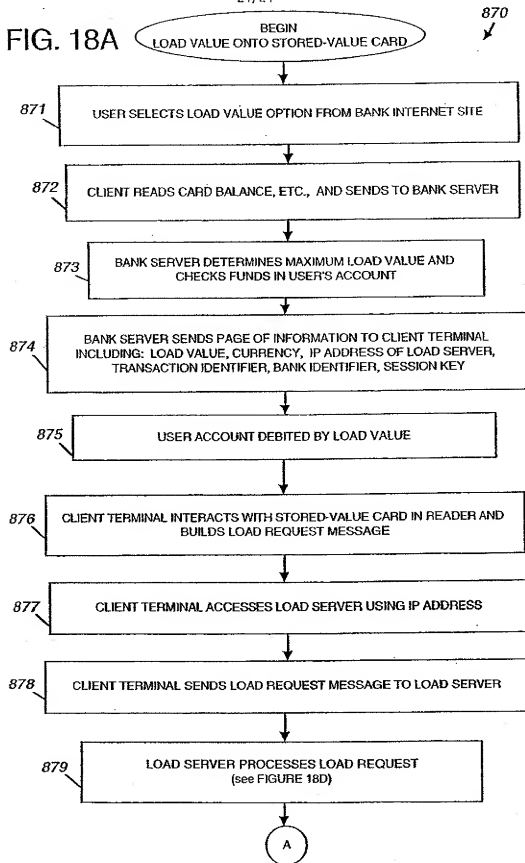 FIG. 18A
870
BEGIN
LOAD VALUE ONTO STORED-VALUE CARD
871
USER SELECTS LOAD VALUE OPTION FROM BANK INTERNET SITE
872
CLIENT READS CARD BALANCE, ETC., AND SENDS TO BANK SERVER
873
BANK SERVER DETERMINES MAXIMUM LOAD VALUE AND
CHECKS FUNDS IN USER'S ACCOUNT
874
BANK SERVER SENDS PAGE OF INFORMATION TO CLIENT TERMINAL
INCLUDING: LOAD VALUE, CURRENCY, IP ADDRESS OF LOAD SERVER,
TRANSACTION IDENTIFIER, BANK IDENTIFIER, SESSION KEY
875
USER ACCOUNT DEBITED BY LOAD VALUE
876
CLIENT TERMINAL INTERACTS WITH STORED-VALUE CARD IN READER AND
BUILDS LOAD REQUEST MESSAGE
877
CLIENT TERMINAL ACCESSES LOAD SERVER USING IP ADDRESS
878
CLIENT TERMINAL SENDS LOAD REQUEST MESSAGE TO LOAD SERVER
879
LOAD SERVER PROCESSES LOAD REQUEST
(see FIGURE 18D)
A